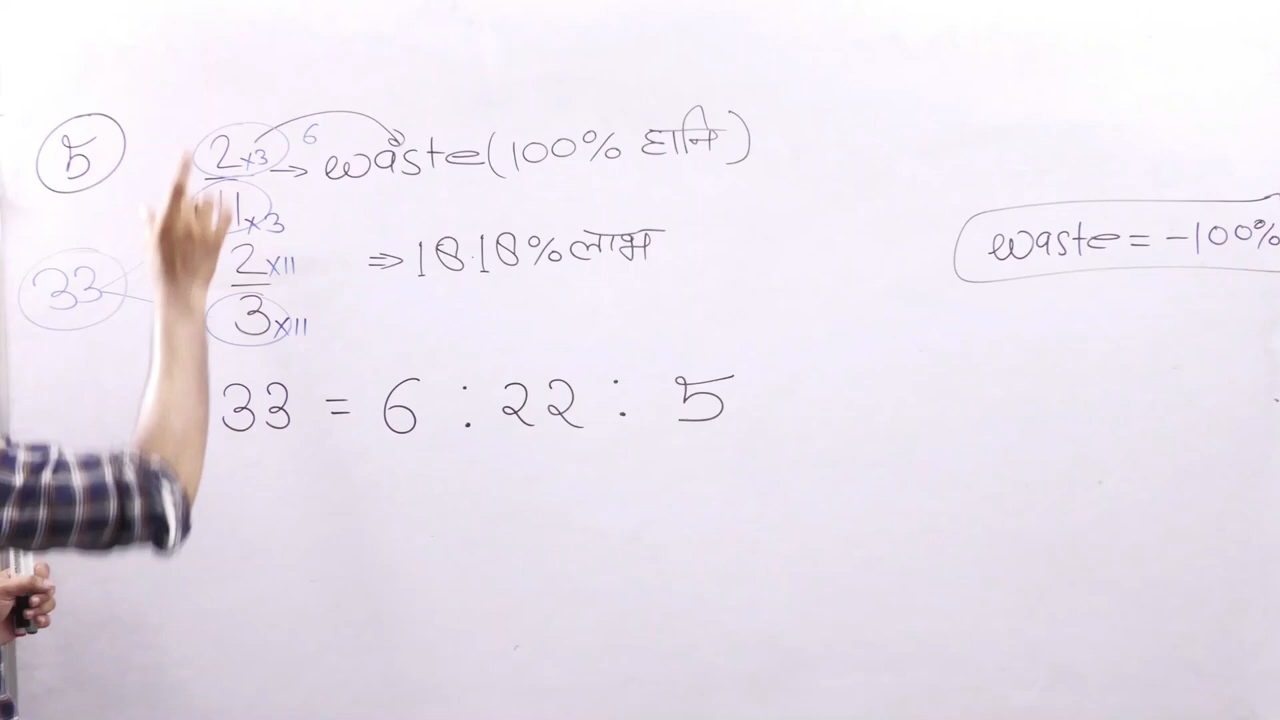 5
2×3 → 6 waste(100% हानि)
11×3
2×11 ⇒ 18.18% लाभ
33
3×11
33 = 6 : 22 : 5
waste = -100%